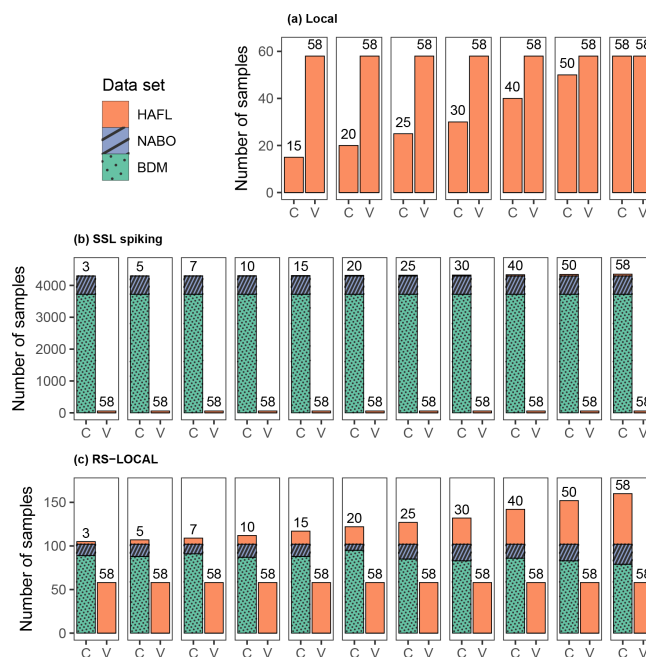 (a) Local
Data set
HAFL
NABO
BDM
Number of samples
60
40
20
0
15 58 20 58 25 58 30 58 40 58 50 58 58 58
C V C V C V C V C V C V C V
(b) SSL spiking
Number of samples
4000
3000
2000
1000
0
3 58 5 58 7 58 10 58 15 58 20 58 25 58 30 58 40 58 50 58 58 58
C V C V C V C V C V C V C V C V C V C V C V
(c) RS−LOCAL
Number of samples
150
100
50
0
3 58 5 58 7 58 10 58 15 58 20 58 25 58 30 58 40 58 50 58 58 58
C V C V C V C V C V C V C V C V C V C V C V